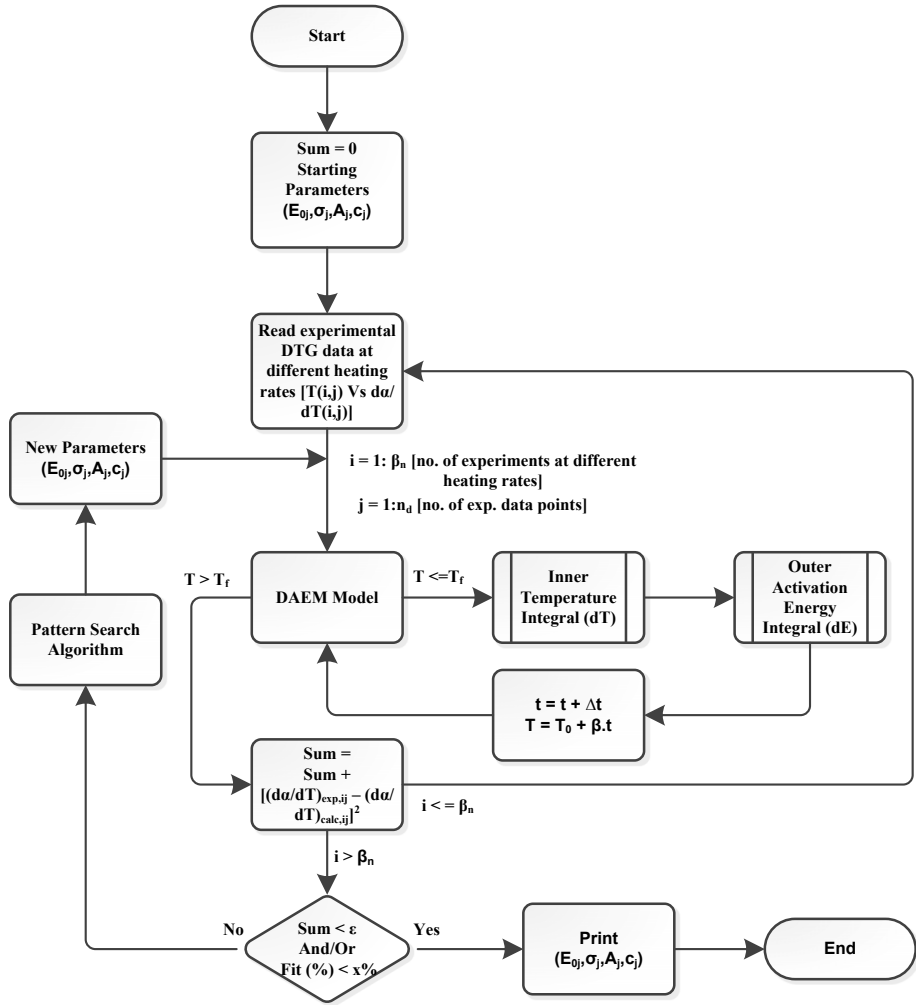 Start
Sum = 0
Starting
Parameters
(E₀ⱼ,σⱼ,Aⱼ,cⱼ)
Read experimental
DTG data at
different heating
rates [T(i,j) Vs dα/
dT(i,j)]
New Parameters
(E₀ⱼ,σⱼ,Aⱼ,cⱼ)
i = 1: βₙ [no. of experiments at different
heating rates]
j = 1:n_d [no. of exp. data points]
T > T_f
DAEM Model
T <=T_f
Inner
Temperature
Integral (dT)
Outer
Activation
Energy
Integral (dE)
Pattern Search
Algorithm
t = t + Δt
T = T₀ + β.t
Sum =
Sum +
[(dα/dT)exp,ij – (dα/
dT)calc,ij]²
i < = βₙ
i > βₙ
No
Sum < ε
And/Or
Fit (%) < x%
Yes
Print
(E₀ⱼ,σⱼ,Aⱼ,cⱼ)
End